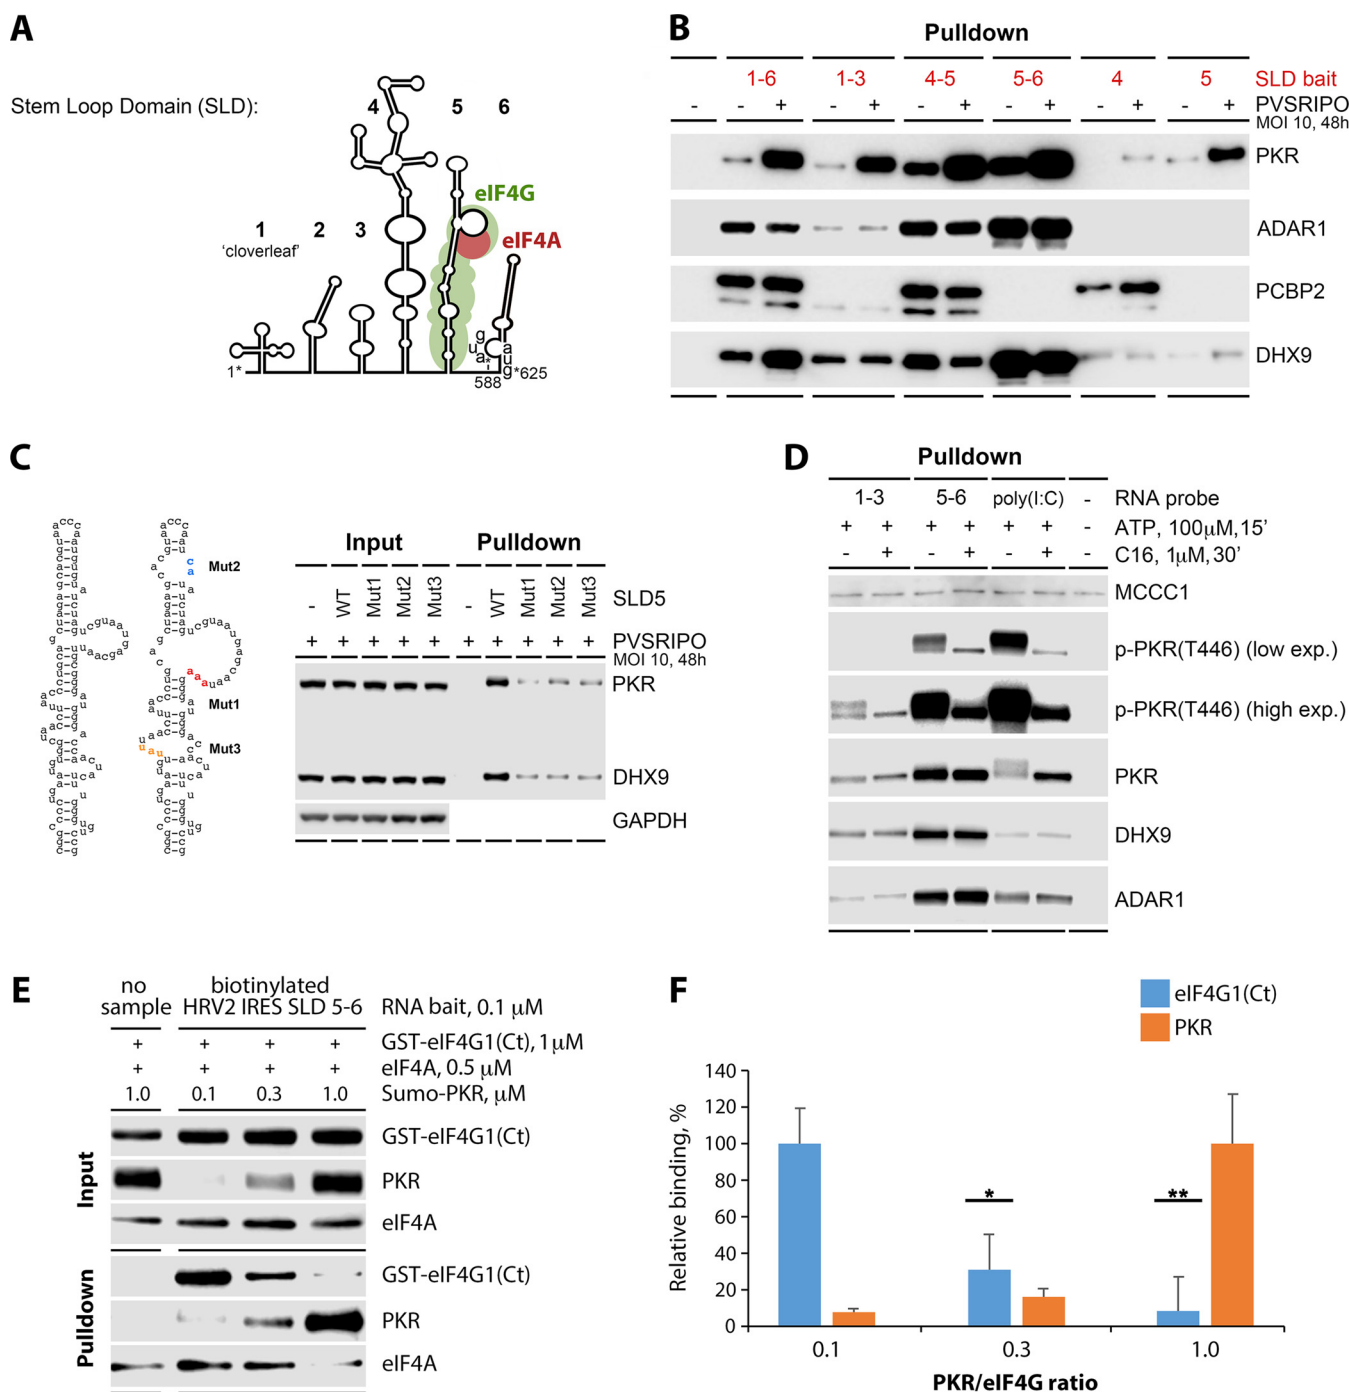 A
Stem Loop Domain (SLD):
4 5 6
eIF4G
eIF4A
1 2 3
'cloverleaf'
g
u a
a* u
g
1* 588 *625
B
Pulldown
1-6 1-3 4-5 5-6 4 5 SLD bait
- - + - + - + - + - + - + PVSRIPO
MOI 10, 48h
PKR
ADAR1
PCBP2
DHX9
C
Mut2
Mut1
Mut3
Input Pulldown
- WT Mut1 Mut2 Mut3 - WT Mut1 Mut2 Mut3 SLD5
+ + + + + + + + + + PVSRIPO
MOI 10, 48h
PKR
DHX9
GAPDH
D
Pulldown
1-3 5-6 poly(I:C) - RNA probe
+ + + + + + - ATP, 100µM,15'
- + - + - + - C16, 1µM, 30'
MCCC1
p-PKR(T446) (low exp.)
p-PKR(T446) (high exp.)
PKR
DHX9
ADAR1
E
no sample
biotinylated
HRV2 IRES SLD 5-6
RNA bait, 0.1 µM
+ + + + GST-eIF4G1(Ct), 1µM
+ + + + eIF4A, 0.5 µM
1.0 0.1 0.3 1.0 Sumo-PKR, µM
Input
GST-eIF4G1(Ct)
PKR
eIF4A
Pulldown
GST-eIF4G1(Ct)
PKR
eIF4A
F
eIF4G1(Ct)
PKR
Relative binding, %
140
120
100
80
60
40
20
0
* **
0.1 0.3 1.0
PKR/eIF4G ratio